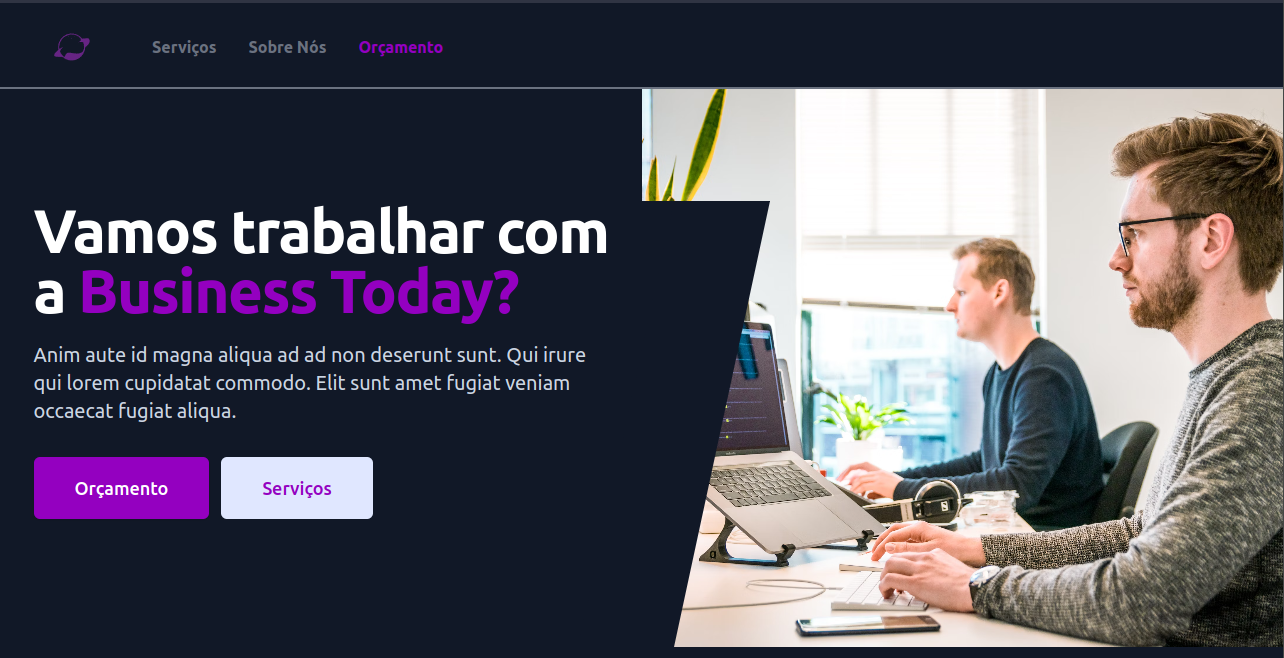 Serviços Sobre Nós Orçamento
Vamos trabalhar com
a Business Today?
Anim aute id magna aliqua ad ad non deserunt sunt. Qui irure
qui lorem cupidatat commodo. Elit sunt amet fugiat veniam
occaecat fugiat aliqua.
Orçamento Serviços